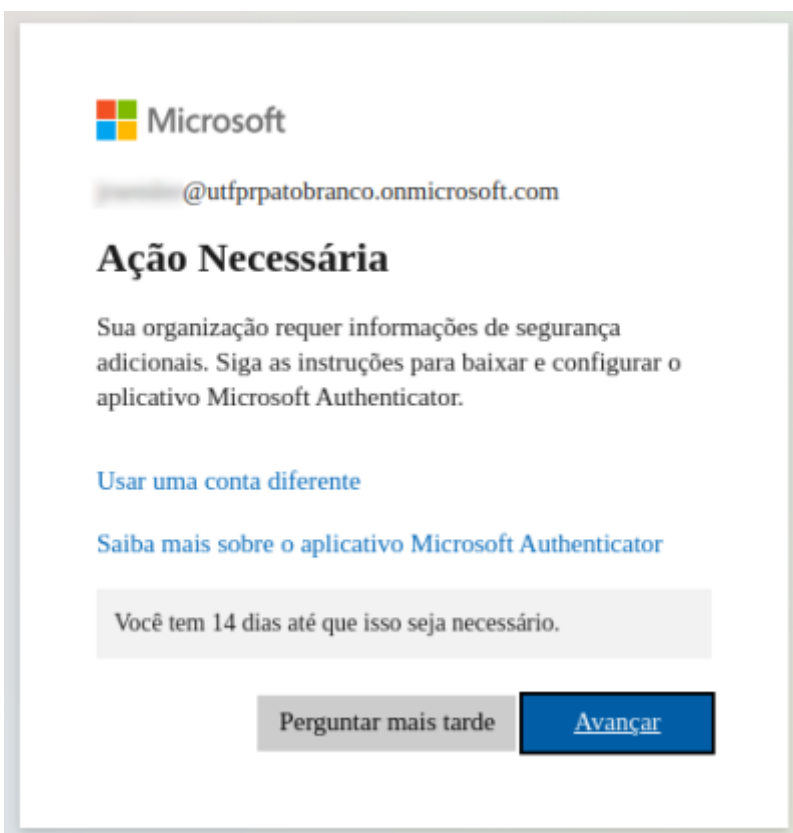 Microsoft
@utfprpatobranco.onmicrosoft.com
Ação Necessária
Sua organização requer informações de segurança
adicionais. Siga as instruções para baixar e configurar o
aplicativo Microsoft Authenticator.
Usar uma conta diferente
Saiba mais sobre o aplicativo Microsoft Authenticator
Você tem 14 dias até que isso seja necessário.
Perguntar mais tarde
Avançar